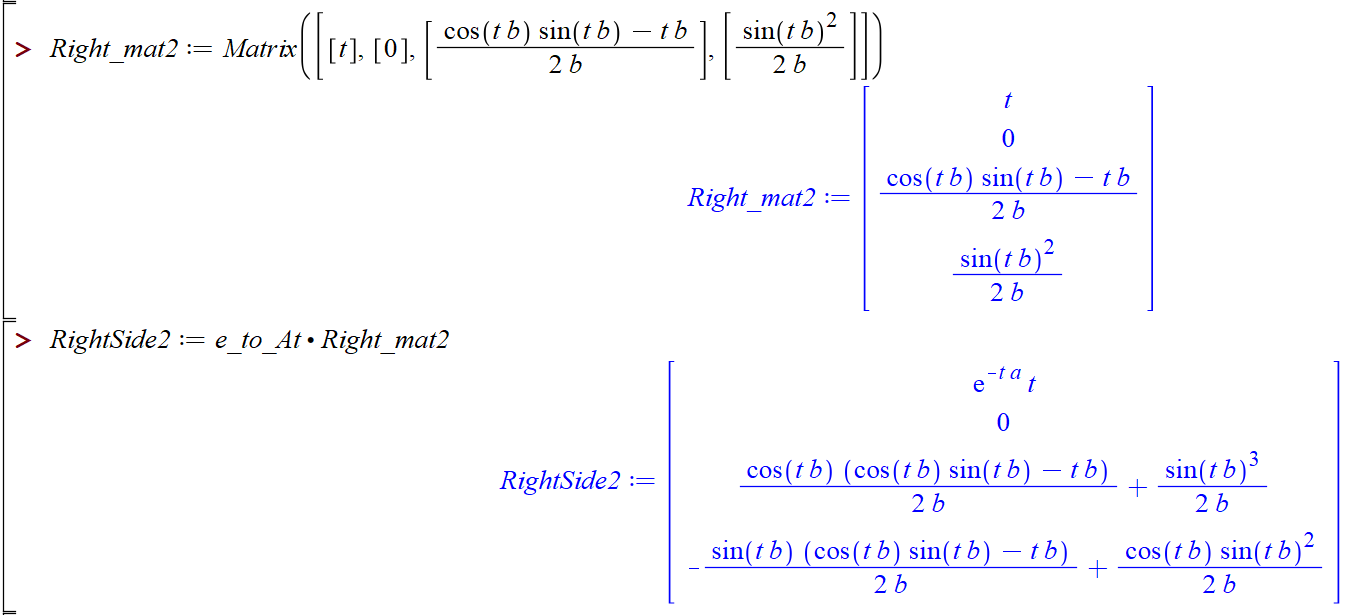 > Right_mat2 := Matrix([[t], [0], [(cos(t b) sin(t b) − t b)/(2 b)], [sin(t b)^2/(2 b)]])
Right_mat2 := [t
0
(cos(t b) sin(t b) − t b)/(2 b)
sin(t b)^2/(2 b)]
> RightSide2 := e_to_At • Right_mat2
RightSide2 := [e^(−t a) t
0
(cos(t b) (cos(t b) sin(t b) − t b))/(2 b) + sin(t b)^3/(2 b)
−(sin(t b) (cos(t b) sin(t b) − t b))/(2 b) + (cos(t b) sin(t b)^2)/(2 b)]